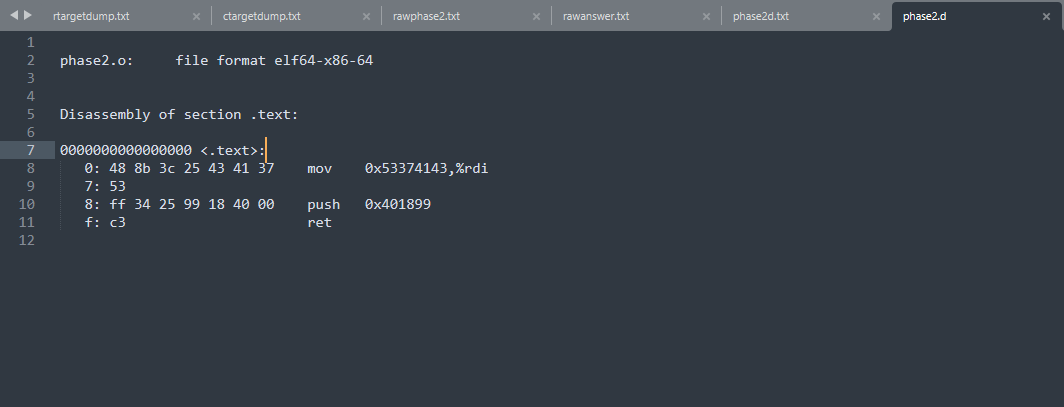 rtargetdump.txt × ctargetdump.txt × rawphase2.txt × rawanswer.txt × phase2d.txt × phase2.d ×
1
2 phase2.o:     file format elf64-x86-64
3
4
5 Disassembly of section .text:
6
7 0000000000000000 <.text>:
8    0: 48 8b 3c 25 43 41 37    mov    0x53374143,%rdi
9    7: 53
10    8: ff 34 25 99 18 40 00    push   0x401899
11    f: c3                      ret
12